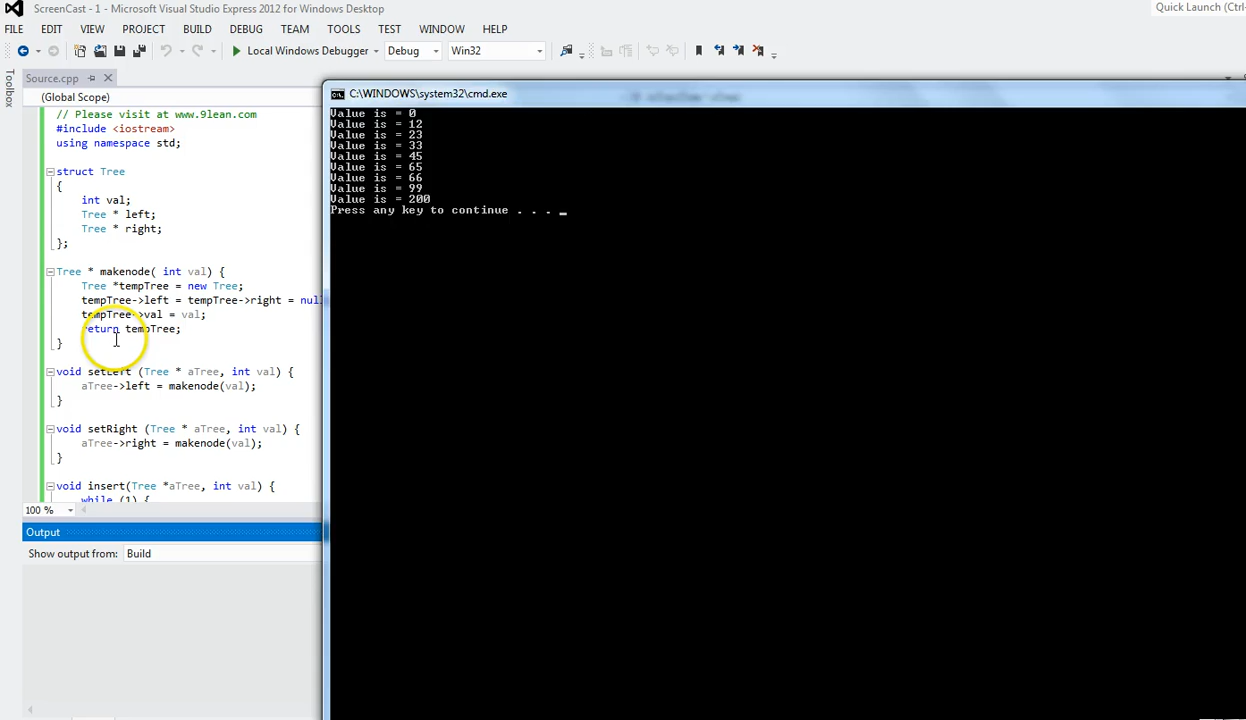 ScreenCast - 1 - Microsoft Visual Studio Express 2012 for Windows Desktop
Quick Launch (Ctrl-
FILE EDIT VIEW PROJECT BUILD DEBUG TEAM TOOLS TEST WINDOW HELP
Local Windows Debugger Debug Win32
Toolbox
Source.cpp
(Global Scope)
// Please visit at www.9lean.com
#include <iostream>
using namespace std;
struct Tree
{
int val;
Tree * left;
Tree * right;
};
Tree * makenode( int val) {
Tree *tempTree = new Tree;
tempTree->left = tempTree->right = null
tempTree->val = val;
return tempTree;
}
void setLeft (Tree * aTree, int val) {
aTree->left = makenode(val);
}
void setRight (Tree * aTree, int val) {
aTree->right = makenode(val);
}
void insert(Tree *aTree, int val) {
while (1) {
100 %
Output
Show output from: Build
C:\WINDOWS\system32\cmd.exe
Value is = 0
Value is = 12
Value is = 23
Value is = 33
Value is = 45
Value is = 65
Value is = 66
Value is = 99
Value is = 200
Press any key to continue . . . _